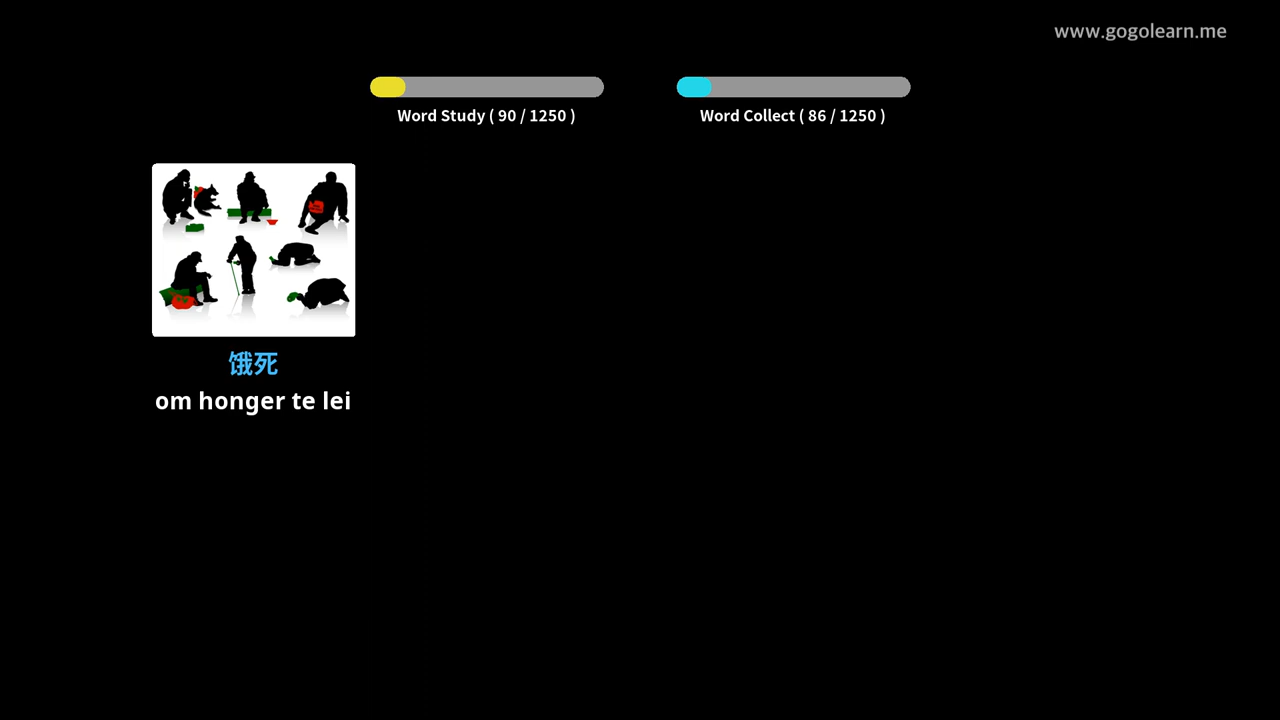 www.gogolearn.me
Word Study ( 90 / 1250 )
Word Collect ( 86 / 1250 )
饿死
om honger te lei